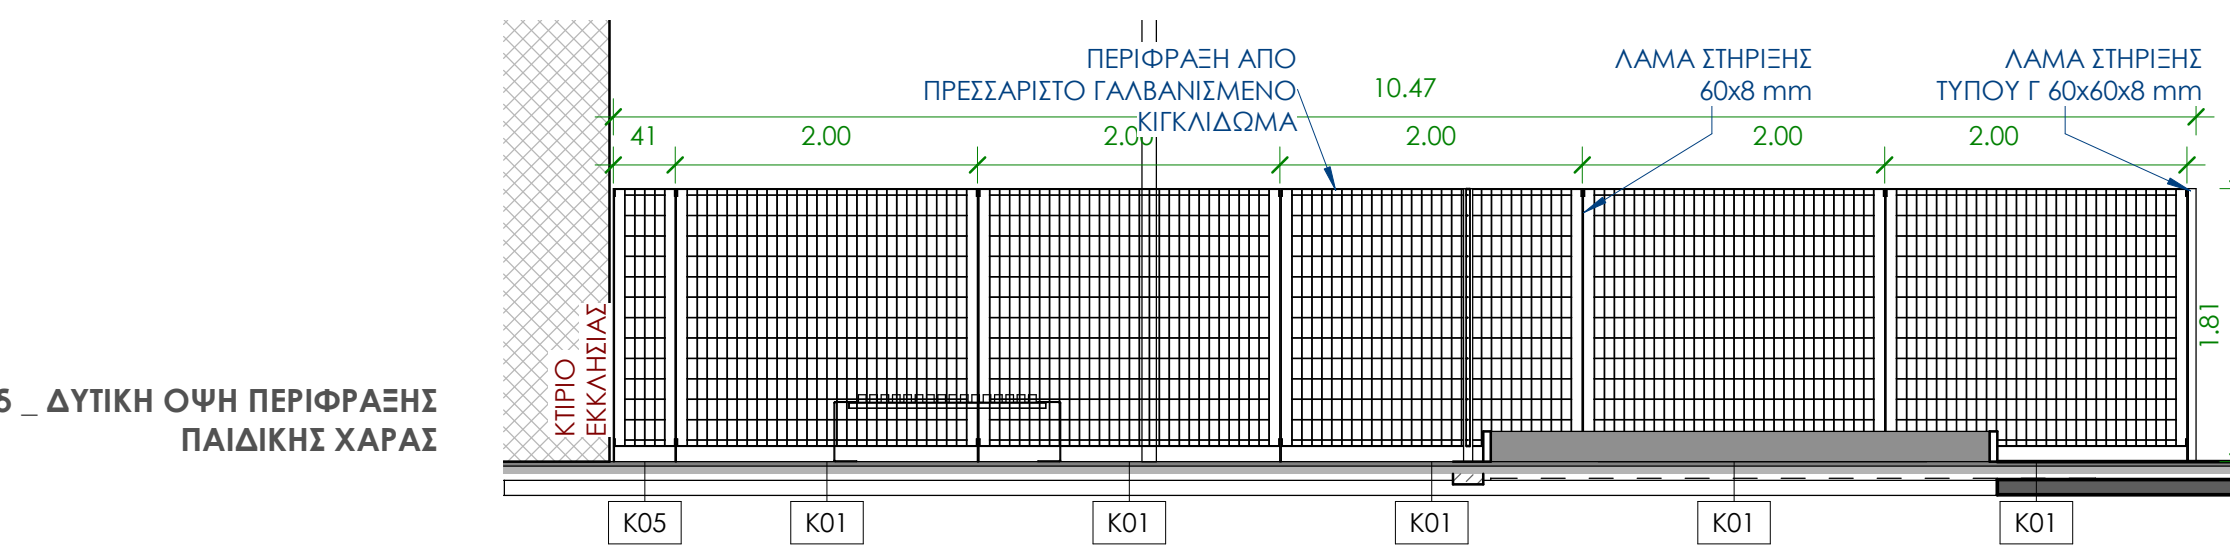 ΠΕΡΙΦΡΑΞΗ ΑΠΟ
ΠΡΕΣΣΑΡΙΣΤΟ ΓΑΛΒΑΝΙΣΜΕΝΟ
ΚΙΓΚΛΙΔΩΜΑ
10.47
ΛΑΜΑ ΣΤΗΡΙΞΗΣ
60x8 mm
ΛΑΜΑ ΣΤΗΡΙΞΗΣ
ΤΥΠΟΥ Γ 60x60x8 mm
41
2.00
2.00
2.00
2.00
2.00
1.81
ΚΤΙΡΙΟ
ΕΚΚΛΗΣΙΑΣ
_ ΔΥΤΙΚΗ ΟΨΗ ΠΕΡΙΦΡΑΞΗΣ
ΠΑΙΔΙΚΗΣ ΧΑΡΑΣ
K05
K01
K01
K01
K01
K01